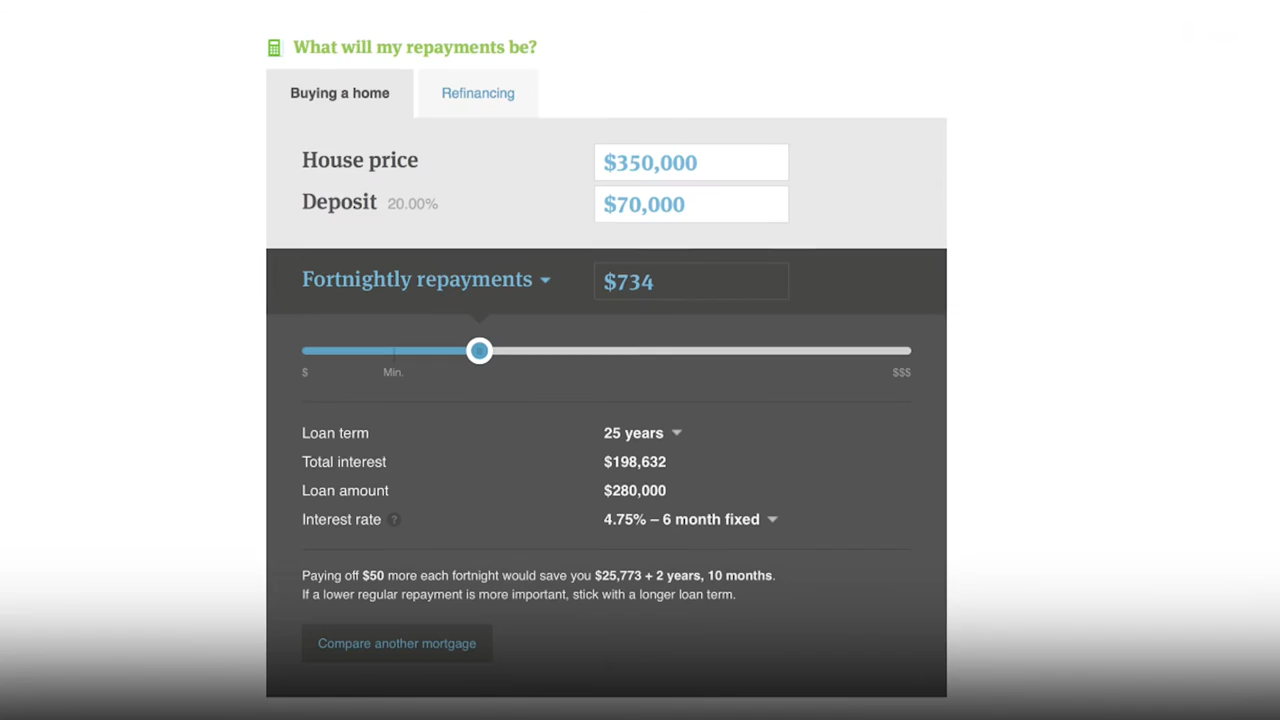 What will my repayments be?
Buying a home Refinancing
House price $350,000
Deposit 20.00% $70,000
Fortnightly repayments $734
$ Min. $$$
Loan term 25 years
Total interest $198,632
Loan amount $280,000
Interest rate ? 4.75% – 6 month fixed
Paying off $50 more each fortnight would save you $25,773 + 2 years, 10 months.
If a lower regular repayment is more important, stick with a longer loan term.
Compare another mortgage